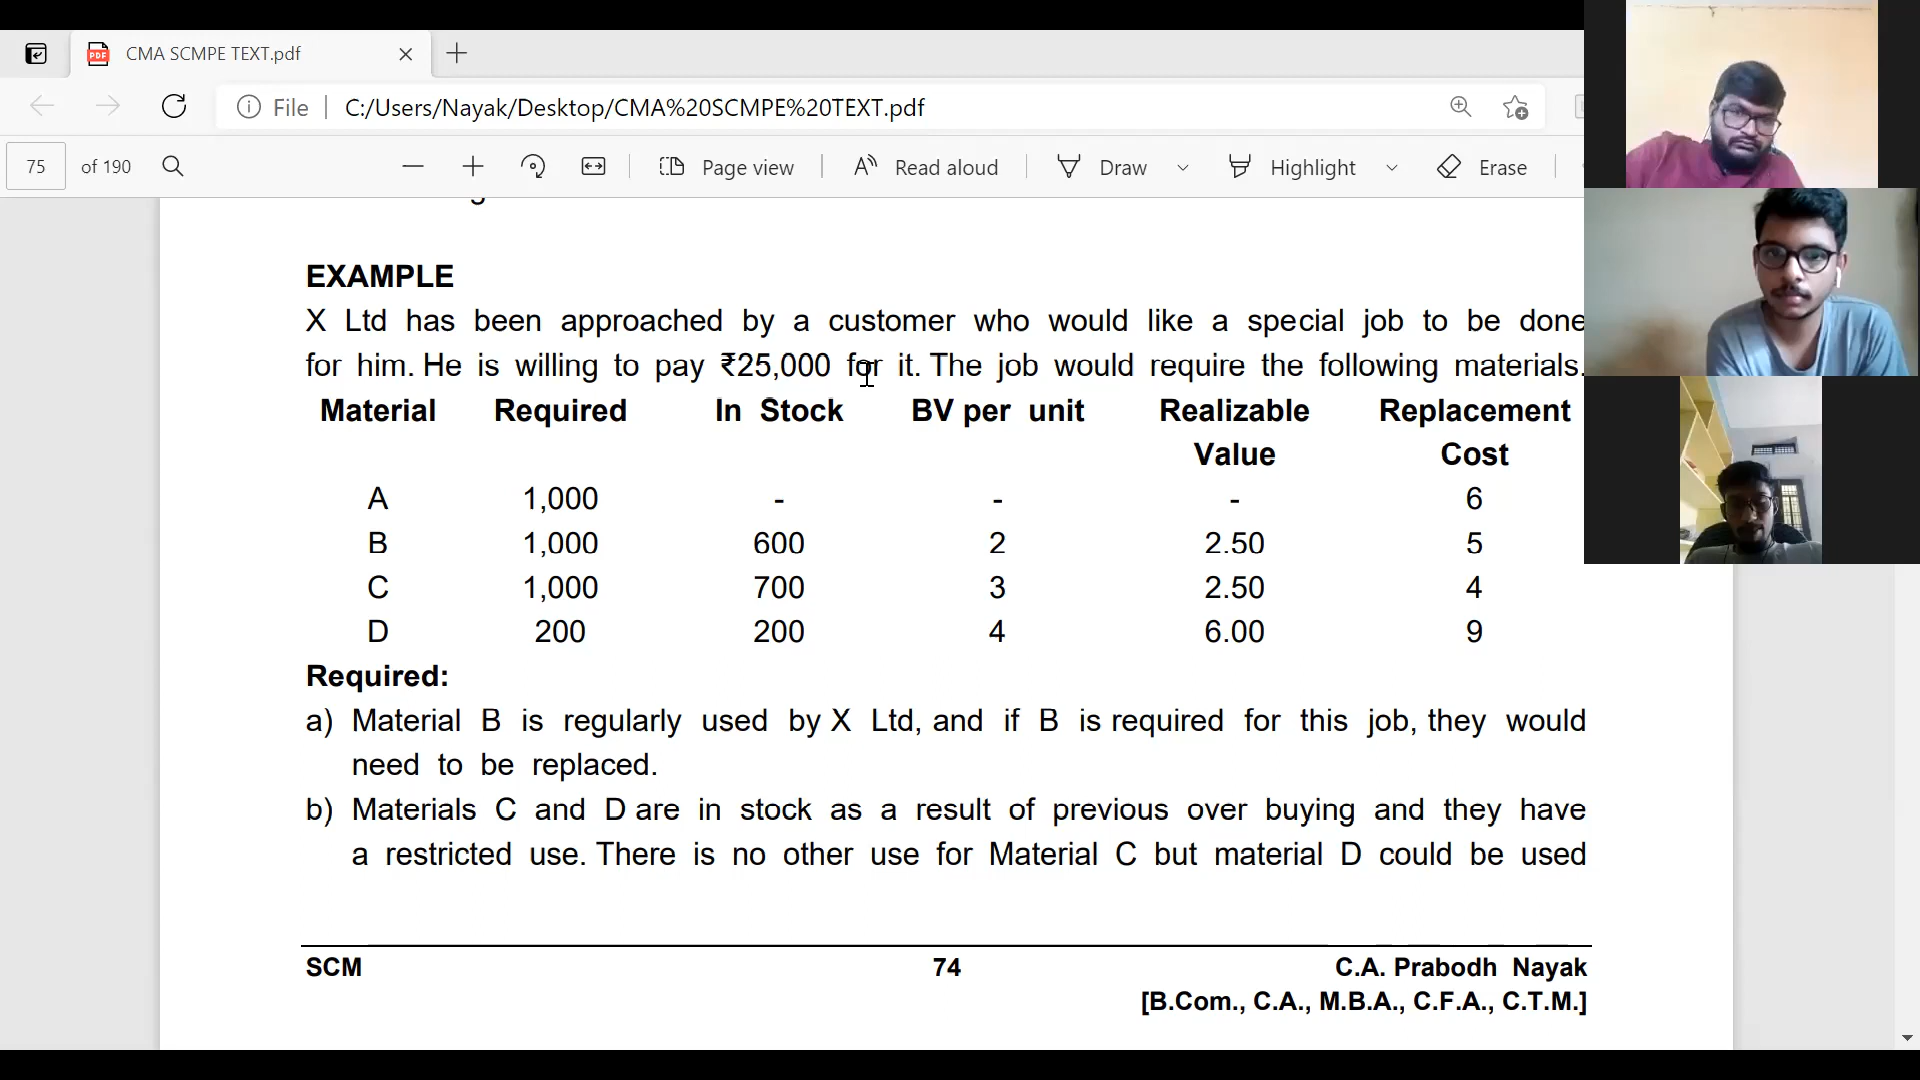 CMA SCMPE TEXT.pdf
File
C:/Users/Nayak/Desktop/CMA%20SCMPE%20TEXT.pdf
75 of 190
Page view
Read aloud
Draw
Highlight
Erase
EXAMPLE
X Ltd has been approached by a customer who would like a special job to be done
for him. He is willing to pay ₹25,000 for it. The job would require the following materials.
Material Required In Stock BV per unit Realizable Replacement
Value Cost
A 1,000 - - - 6
B 1,000 600 2 2.50 5
C 1,000 700 3 2.50 4
D 200 200 4 6.00 9
Required:
a) Material B is regularly used by X Ltd, and if B is required for this job, they would
need to be replaced.
b) Materials C and D are in stock as a result of previous over buying and they have
a restricted use. There is no other use for Material C but material D could be used
SCM 74 C.A. Prabodh Nayak
[B.Com., C.A., M.B.A., C.F.A., C.T.M.]